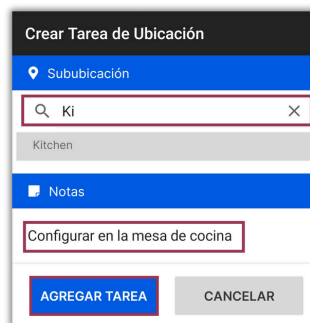 Crear Tarea de Ubicación
Sububicación
Ki
Kitchen
Notas
Configurar en la mesa de cocina
AGREGAR TAREA
CANCELAR